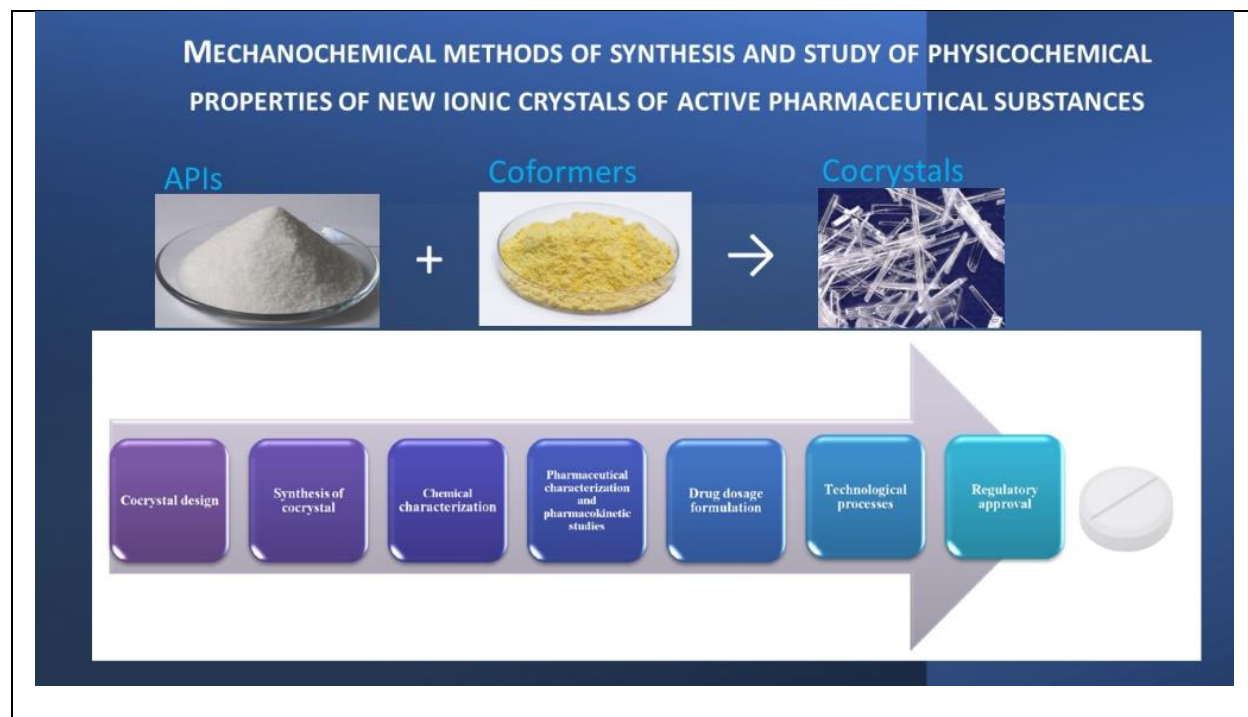 MECHANOCHEMICAL METHODS OF SYNTHESIS AND STUDY OF PHYSICOCHEMICAL
PROPERTIES OF NEW IONIC CRYSTALS OF ACTIVE PHARMACEUTICAL SUBSTANCES
APIs
+
Coformers
→
Cocrystals
Cocrystal design
Synthesis of
cocrystal
Chemical
characterization
Pharmaceutical
characterization
and
pharmacokinetic
studies
Drug dosage
formulation
Technological
processes
Regulatory
approval